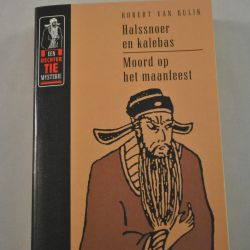 ROBERT VAN GULIK
Halssnoer
en kalebas
Moord op
het maanfeest
EEN
RECHTER
TIE
MYSTERIE